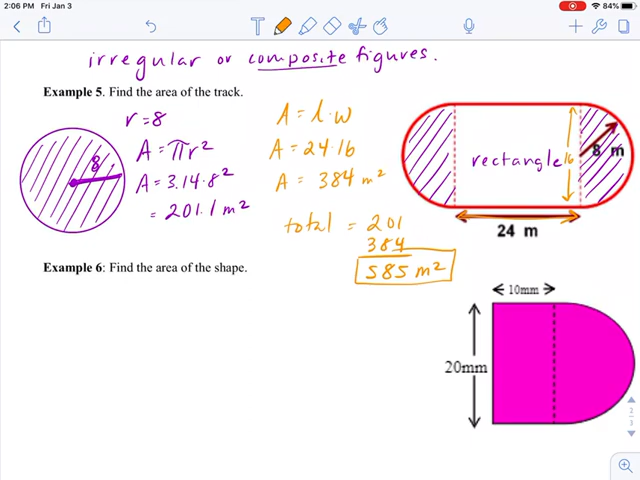 2:06 PM Fri Jan 3
84%
irregular or composite figures.
Example 5. Find the area of the track.
r=8
A = πr²
A = 3.14·8²
= 201.1 m²
8
A = l·w
A = 24·16
A = 384 m²
total = 201
384
585 m²
rectangle
16
8 m
24 m
Example 6: Find the area of the shape.
10mm
20mm
2/3